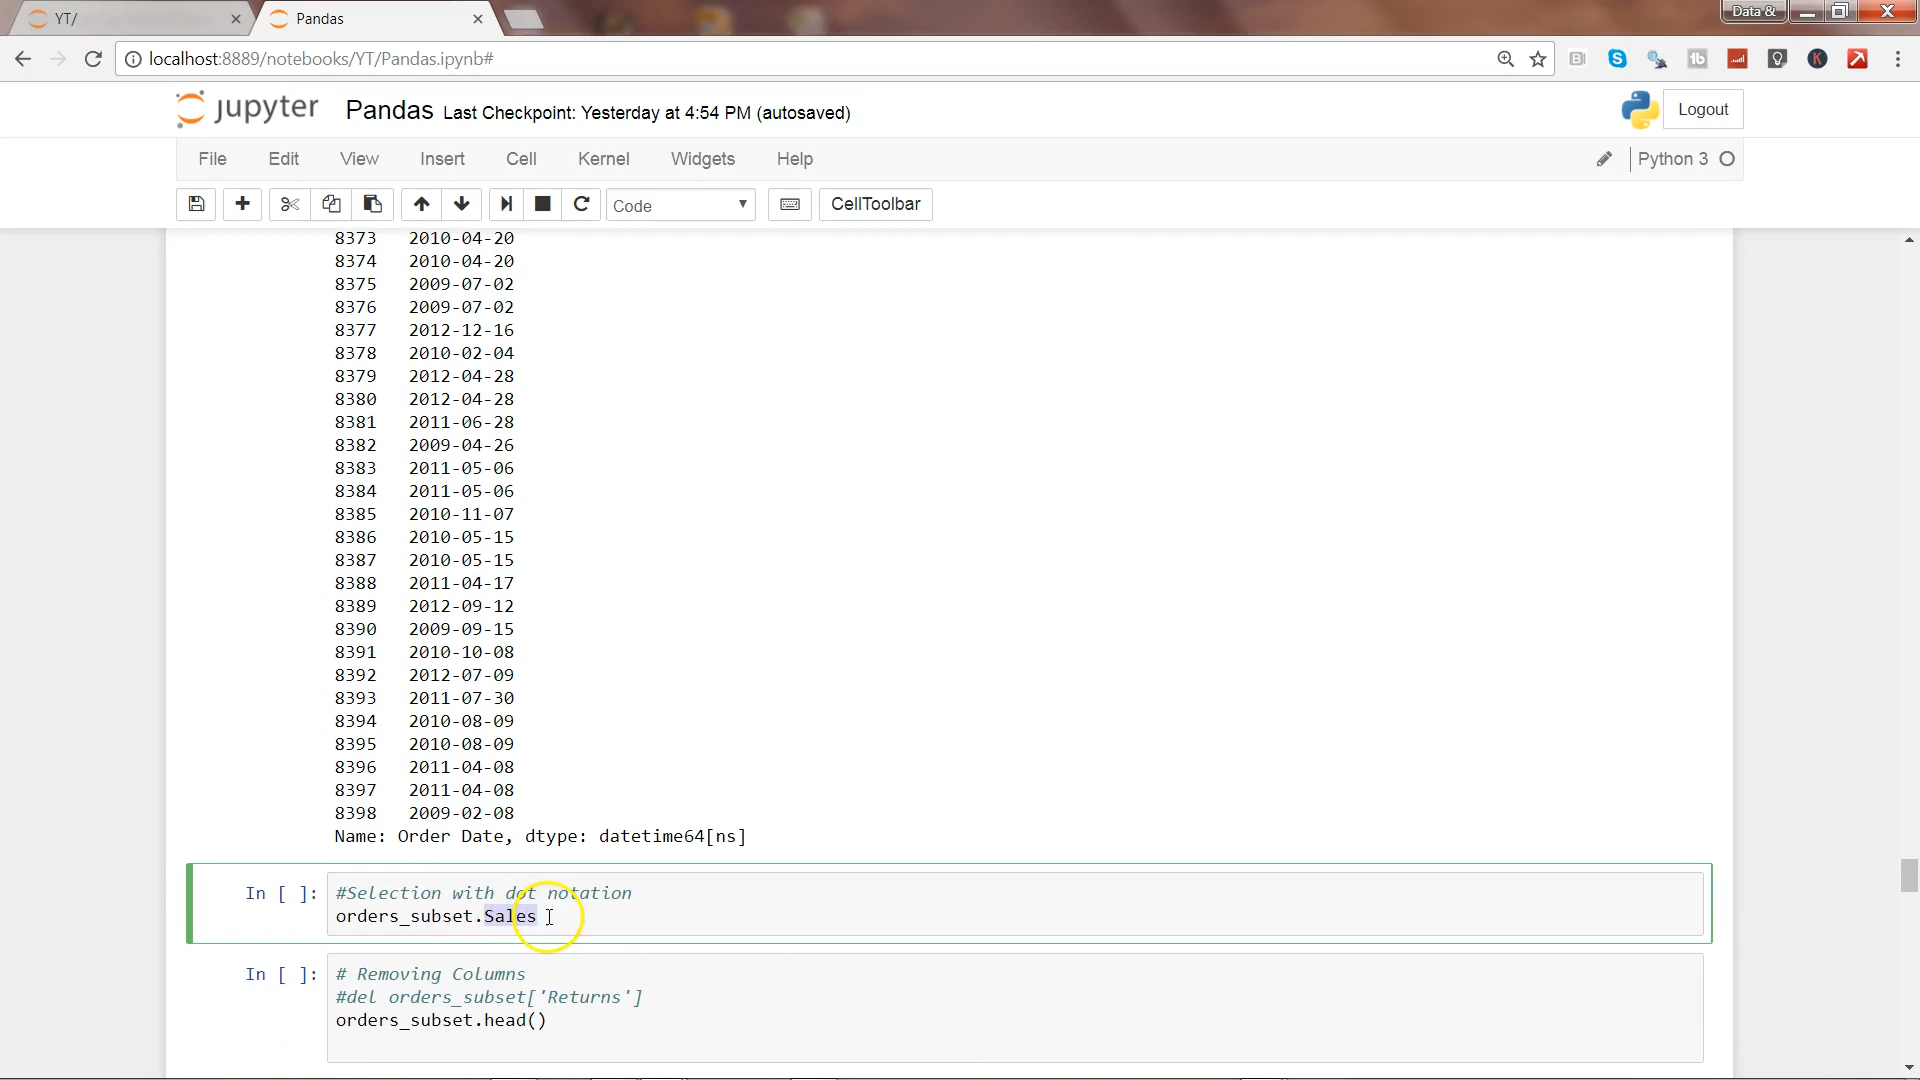 YT/
Pandas
Data &
localhost:8889/notebooks/YT/Pandas.ipynb#
jupyter Pandas Last Checkpoint: Yesterday at 4:54 PM (autosaved)
Logout
File Edit View Insert Cell Kernel Widgets Help
Python 3
Code
CellToolbar
8373 2010-04-20
8374 2010-04-20
8375 2009-07-02
8376 2009-07-02
8377 2012-12-16
8378 2010-02-04
8379 2012-04-28
8380 2012-04-28
8381 2011-06-28
8382 2009-04-26
8383 2011-05-06
8384 2011-05-06
8385 2010-11-07
8386 2010-05-15
8387 2010-05-15
8388 2011-04-17
8389 2012-09-12
8390 2009-09-15
8391 2010-10-08
8392 2012-07-09
8393 2011-07-30
8394 2010-08-09
8395 2010-08-09
8396 2011-04-08
8397 2011-04-08
8398 2009-02-08
Name: Order Date, dtype: datetime64[ns]
In [ ]: #Selection with dot notation
orders_subset.Sales
In [ ]: # Removing Columns
#del orders_subset['Returns']
orders_subset.head()